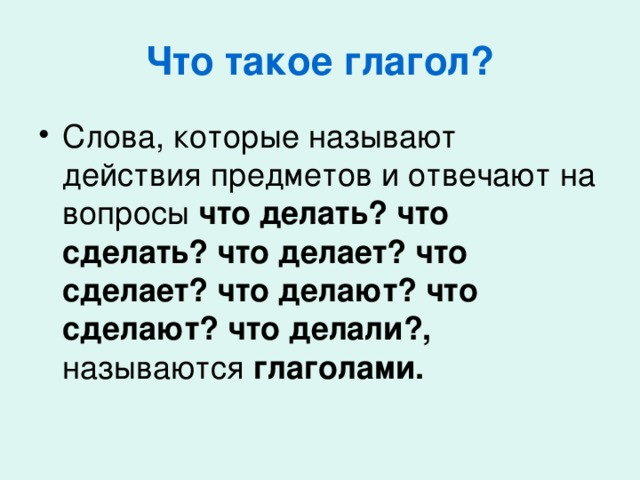 Что такое глагол?
• Слова, которые называют
действия предметов и отвечают на
вопросы что делать? что
сделать? что делает? что
сделает? что делают? что
сделают? что делали?,
называются глаголами.